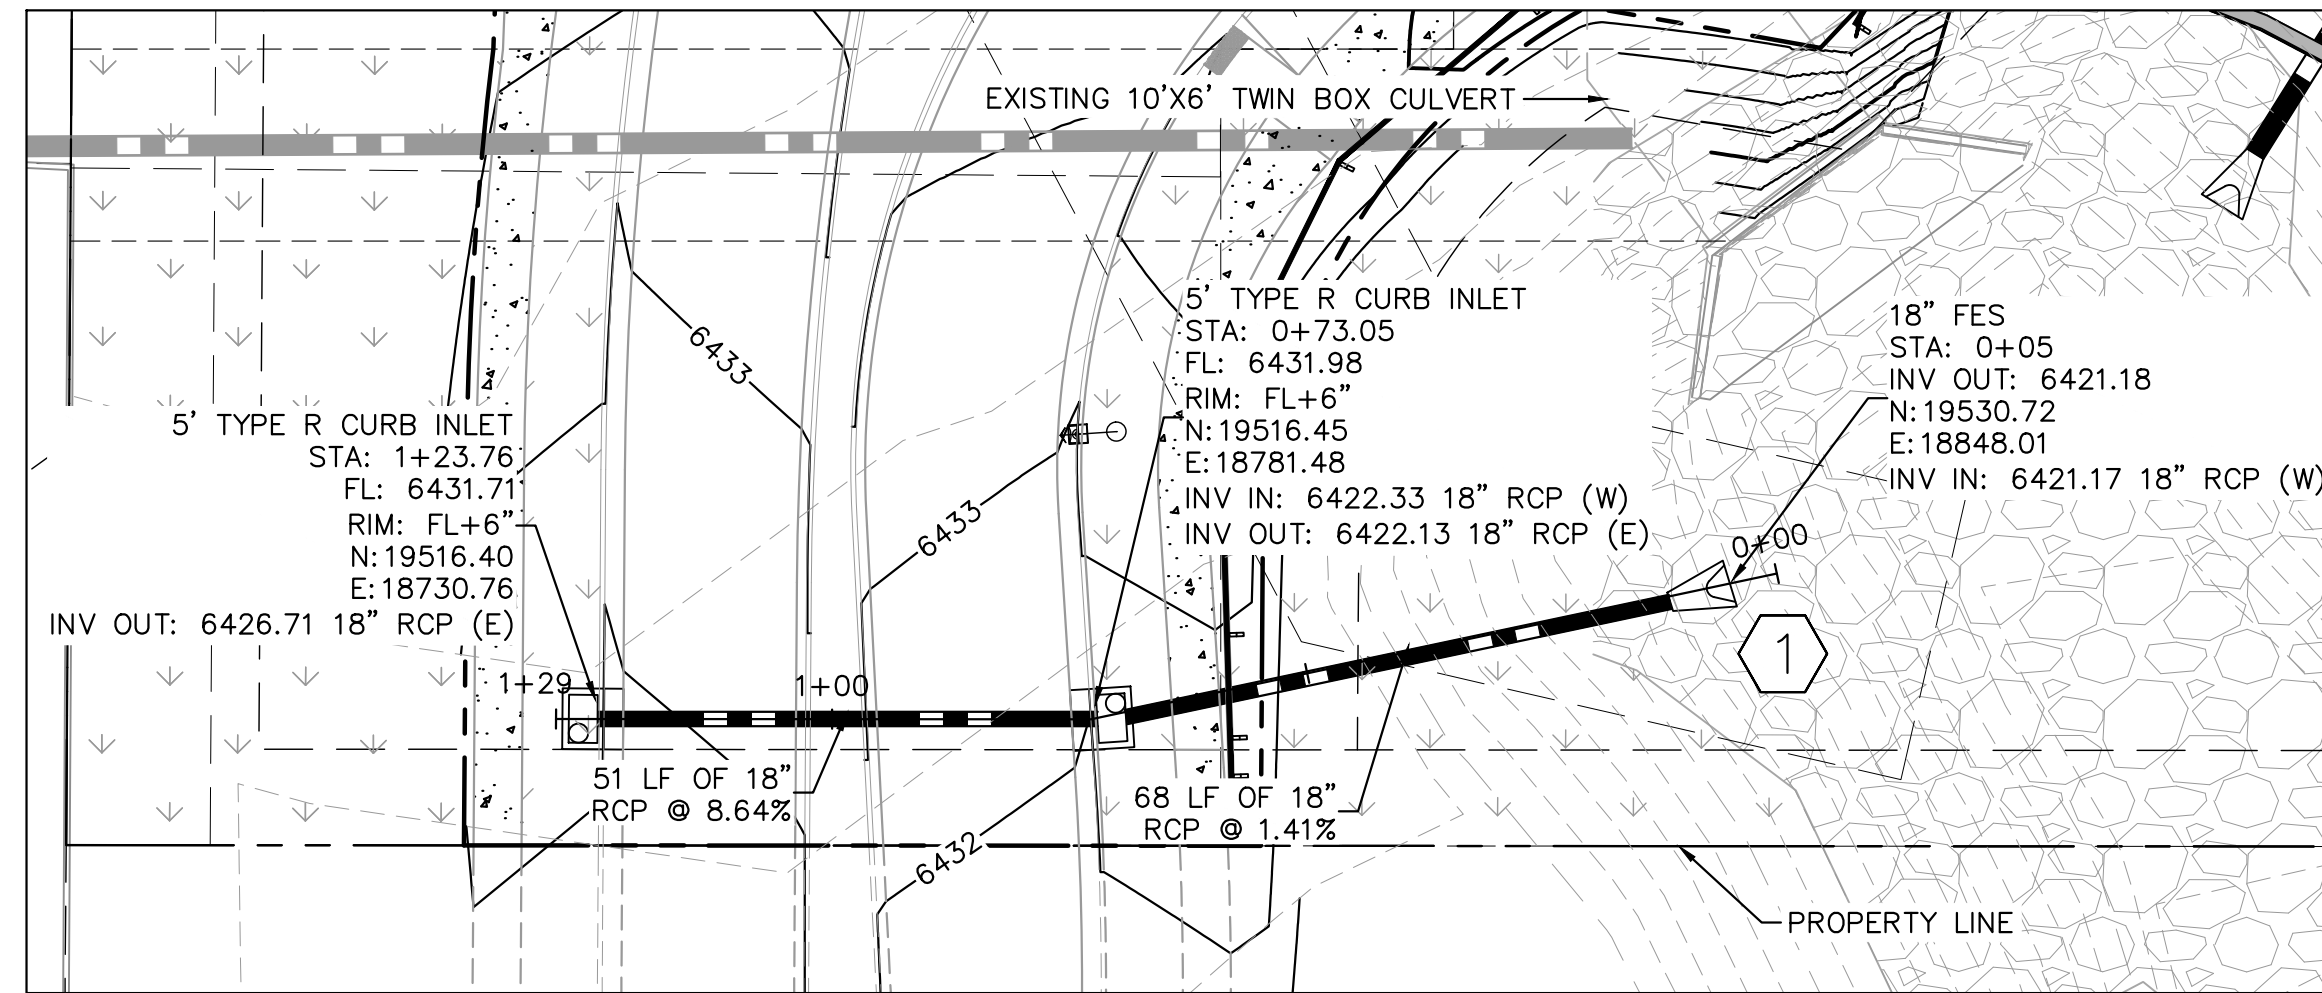 EXISTING 10'X6' TWIN BOX CULVERT
5' TYPE R CURB INLET
STA: 0+73.05
FL: 6431.98
RIM: FL+6”
N:19516.45
E:18781.48
INV IN: 6422.33 18” RCP (W)
INV OUT: 6422.13 18” RCP (E)
18” FES
STA: 0+05
INV OUT: 6421.18
N:19530.72
E:18848.01
INV IN: 6421.17 18” RCP (W)
6433
5' TYPE R CURB INLET
STA: 1+23.76
FL: 6431.71
RIM: FL+6”
N:19516.40
E:18730.76
INV OUT: 6426.71 18” RCP (E)
6433
0+00
1
1+29
1+00
51 LF OF 18”
RCP @ 8.64%
68 LF OF 18”
RCP @ 1.41%
6432
PROPERTY LINE